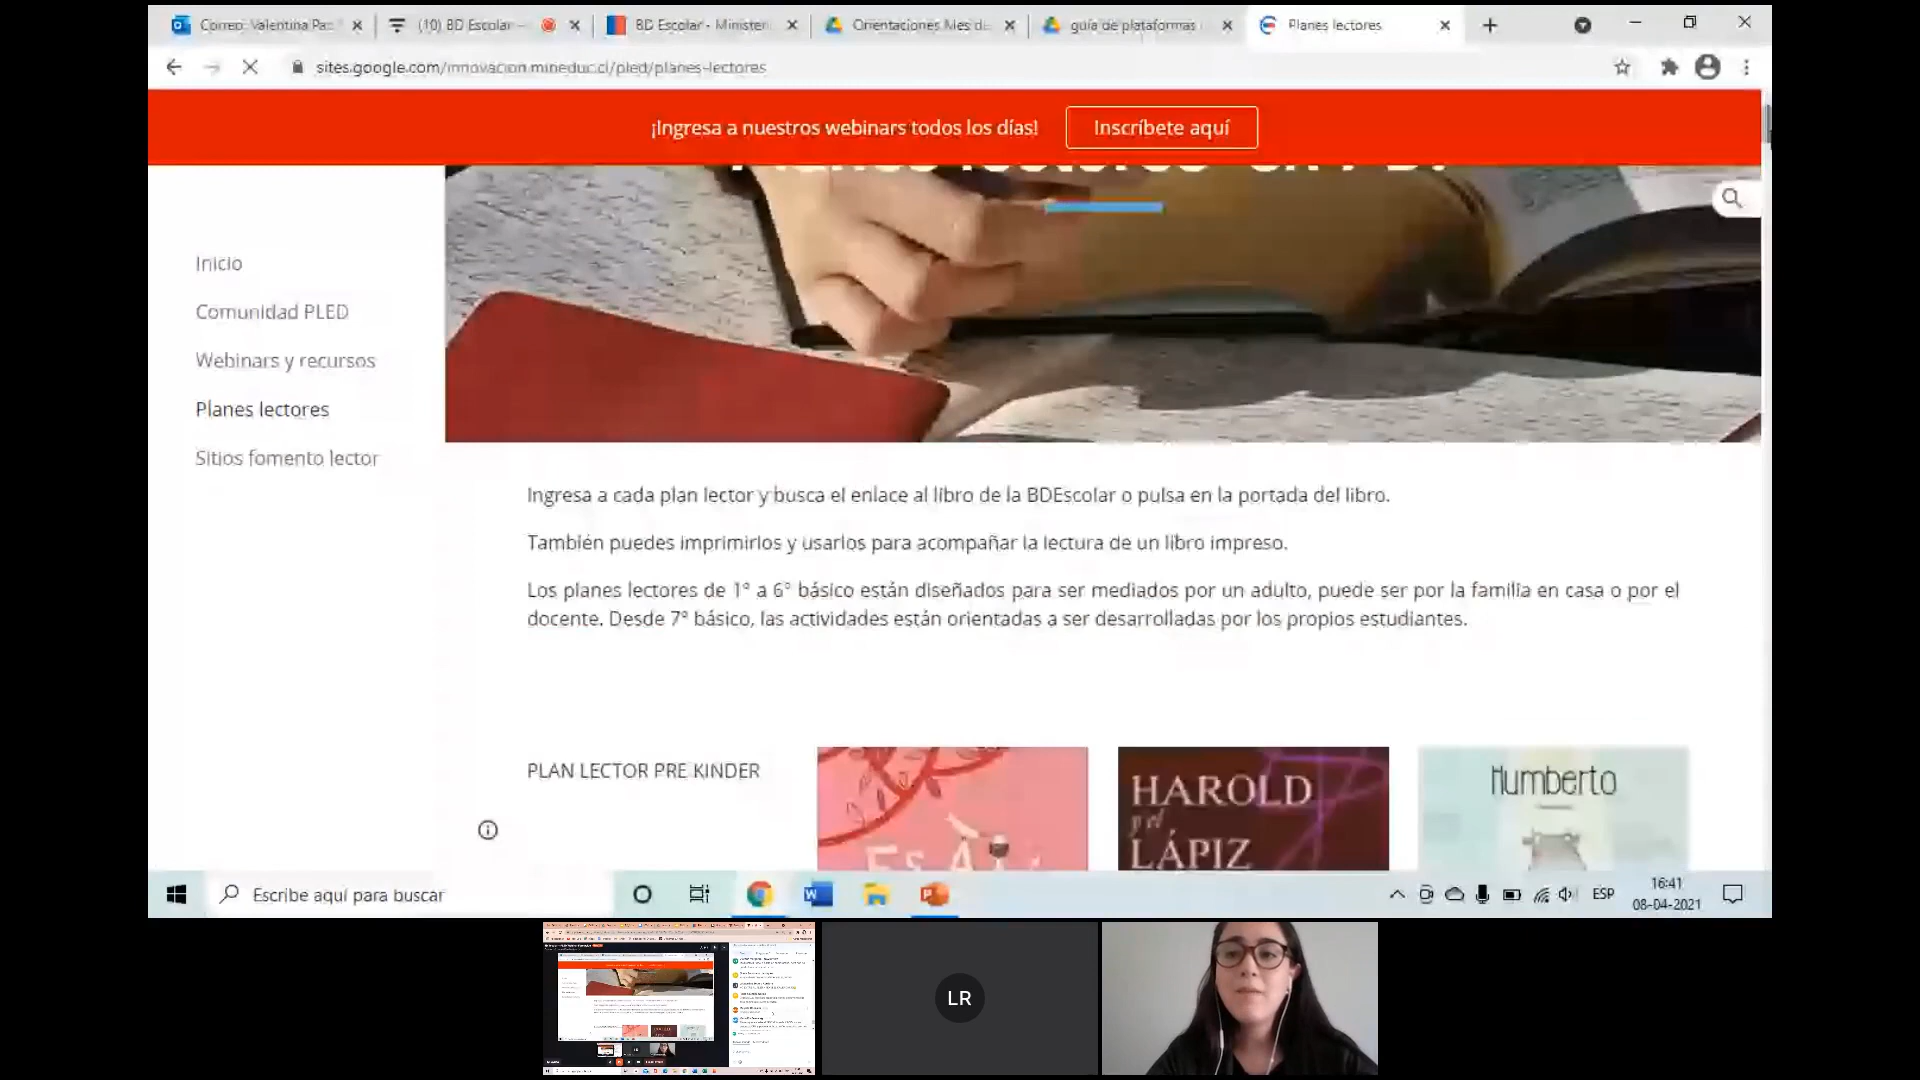 Correo: Valentina Paz
(10) BD Escolar –
BD Escolar - Minister
Orientaciones Mes d
guía de plataformas
Planes lectores
sites.google.com/innovacion.mineduc.cl/pled/planes-lectores
¡Ingresa a nuestros webinars todos los días!
Inscríbete aquí
Inicio
Comunidad PLED
Webinars y recursos
Planes lectores
Sitios fomento lector
Ingresa a cada plan lector y busca el enlace al libro de la BDEscolar o pulsa en la portada del libro.
También puedes imprimirlos y usarlos para acompañar la lectura de un libro impreso.
Los planes lectores de 1° a 6° básico están diseñados para ser mediados por un adulto, puede ser por la familia en casa o por el
docente. Desde 7° básico, las actividades están orientadas a ser desarrolladas por los propios estudiantes.
PLAN LECTOR PRE KINDER
HAROLD
y el
LÁPIZ
Humberto
Escribe aquí para buscar
ESP
16:41
08-04-2021
LR